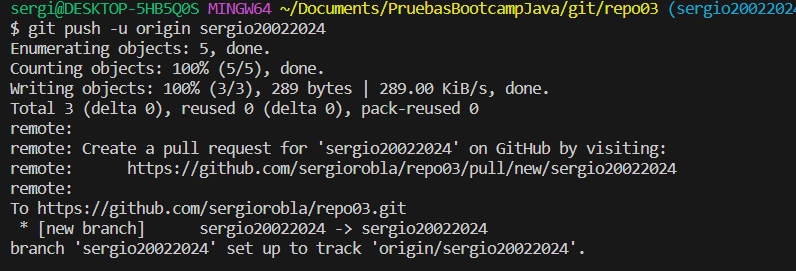 sergi@DESKTOP-5HB5Q0S MINGW64 ~/Documents/PruebasBootcampJava/git/repo03 (sergio20022024)
$ git push -u origin sergio20022024
Enumerating objects: 5, done.
Counting objects: 100% (5/5), done.
Writing objects: 100% (3/3), 289 bytes | 289.00 KiB/s, done.
Total 3 (delta 0), reused 0 (delta 0), pack-reused 0
remote:
remote: Create a pull request for 'sergio20022024' on GitHub by visiting:
remote:      https://github.com/sergiorobla/repo03/pull/new/sergio20022024
remote:
To https://github.com/sergiorobla/repo03.git
 * [new branch]      sergio20022024 -> sergio20022024
branch 'sergio20022024' set up to track 'origin/sergio20022024'.